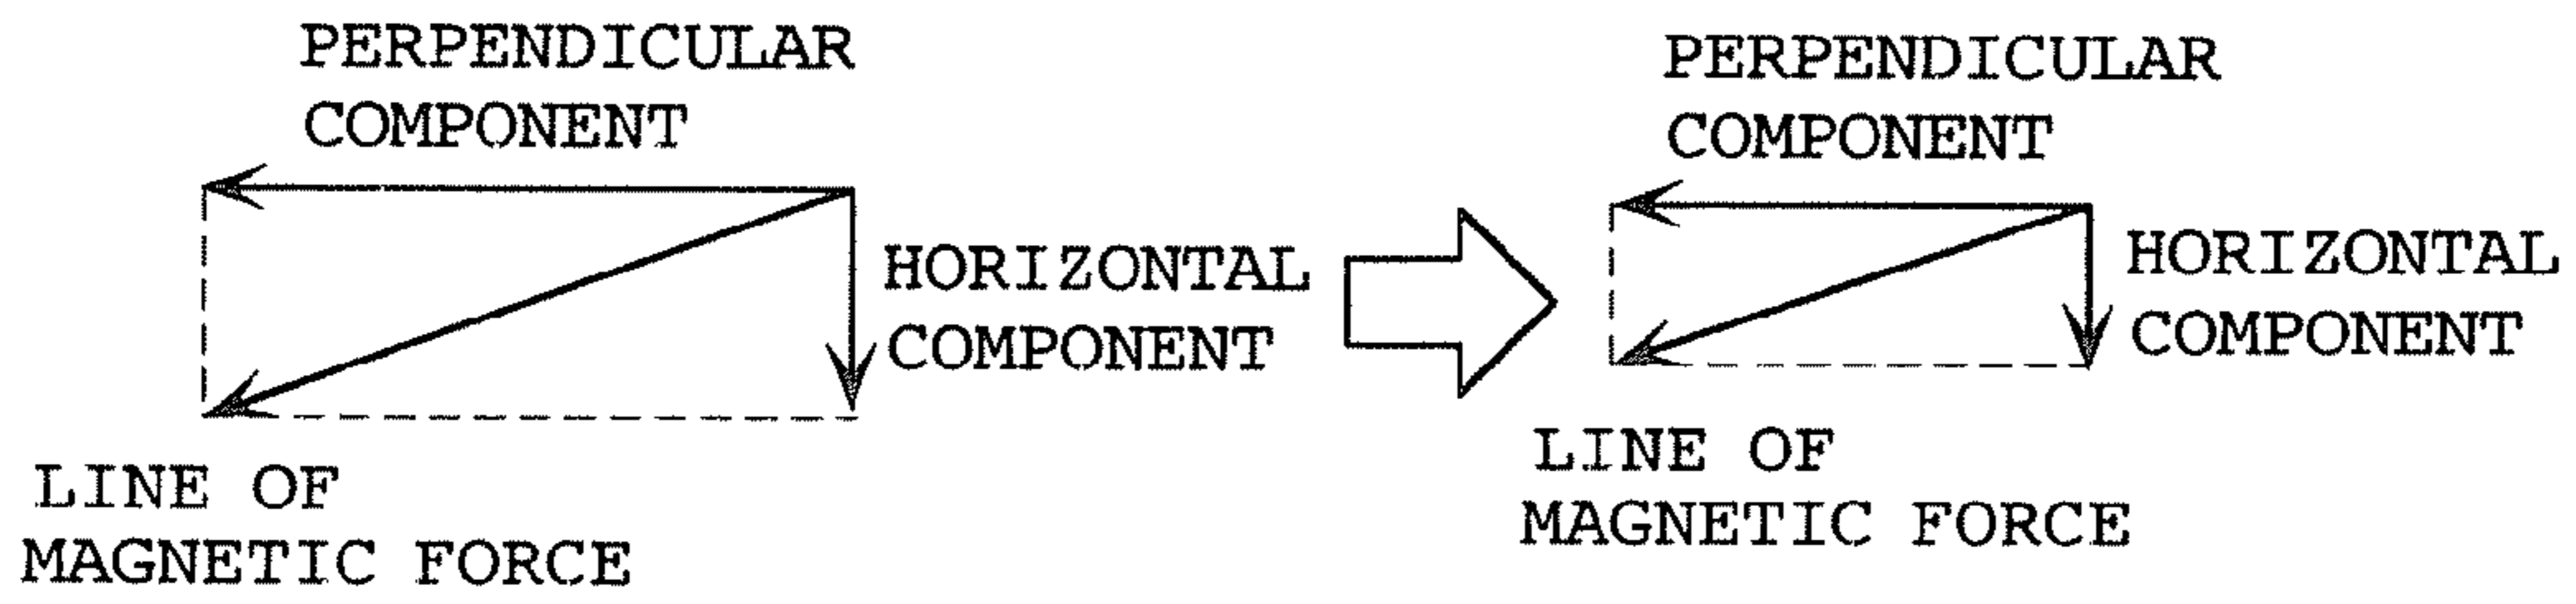 PERPENDICULAR
COMPONENT
HORIZONTAL
COMPONENT
LINE OF
MAGNETIC FORCE
PERPENDICULAR
COMPONENT
HORIZONTAL
COMPONENT
LINE OF
MAGNETIC FORCE